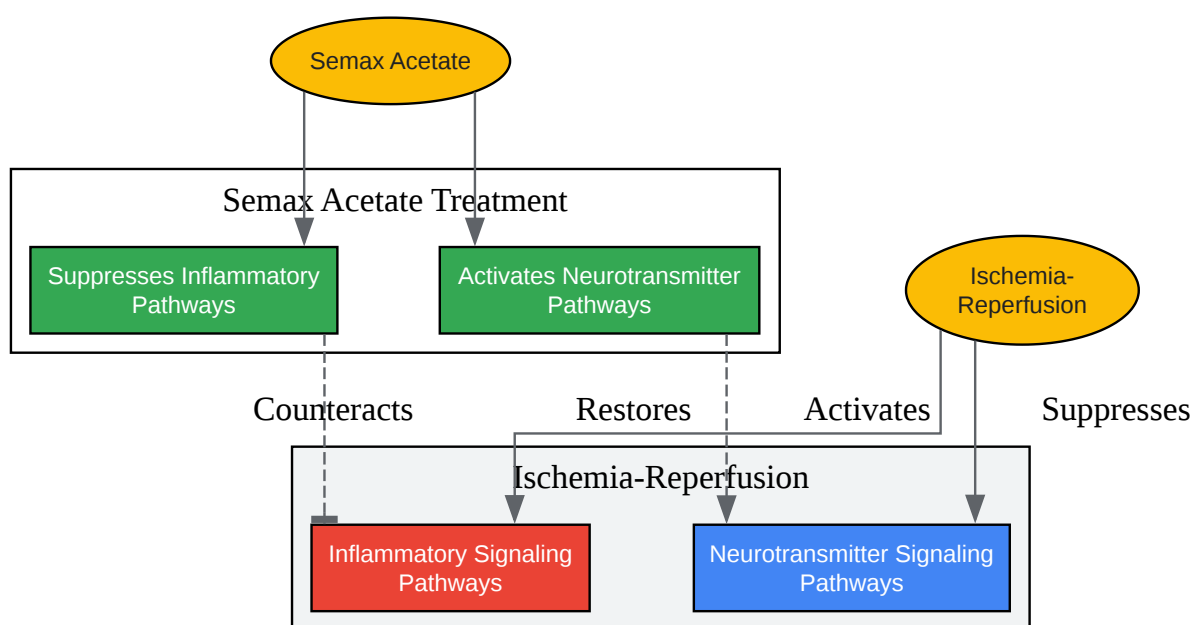 Semax Acetate
Semax Acetate Treatment
Suppresses Inflammatory
Pathways
Activates Neurotransmitter
Pathways
Ischemia-
Reperfusion
Counteracts
Restores
Activates
Suppresses
Ischemia-Reperfusion
Inflammatory Signaling
Pathways
Neurotransmitter Signaling
Pathways